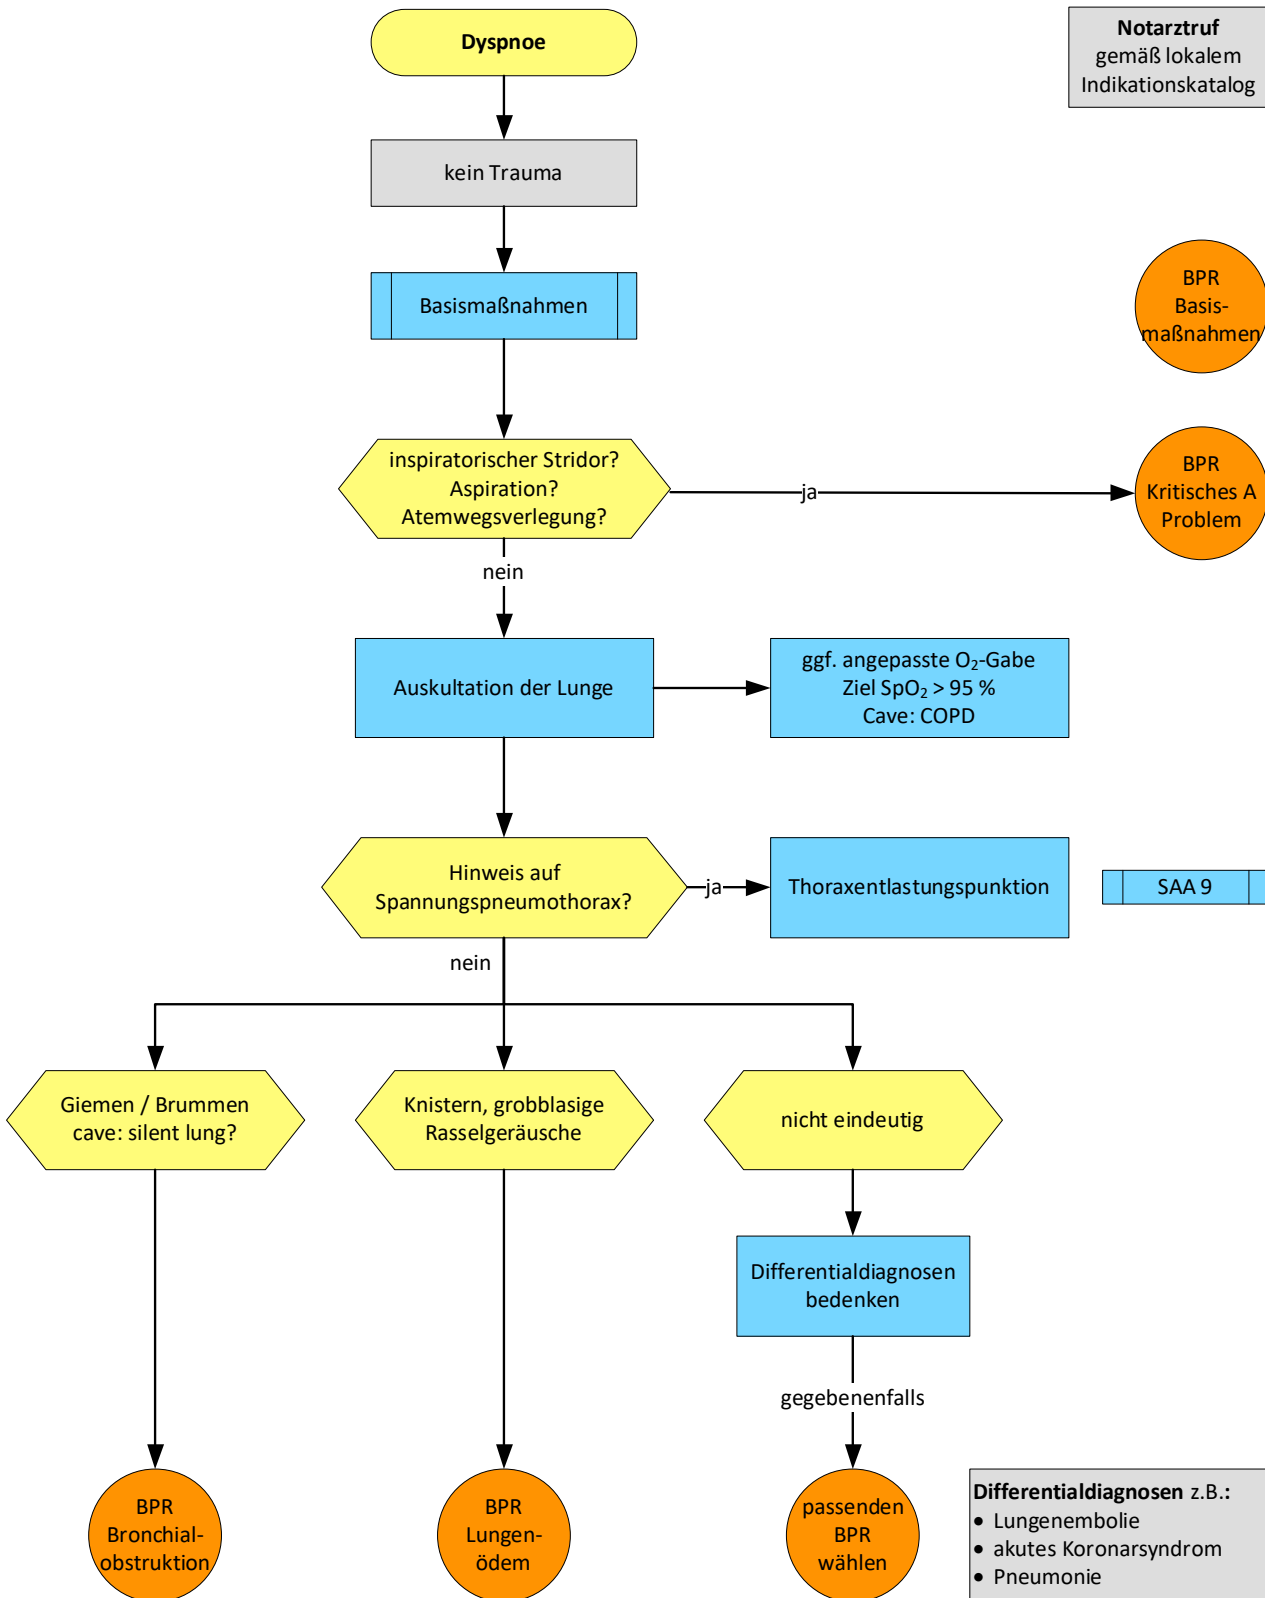 Dyspnoe
Notarztruf
gemäß lokalem
Indikationskatalog
kein Trauma
Basismaßnahmen
BPR
Basis-
maßnahmen
inspiratorischer Stridor?
Aspiration?
Atemwegsverlegung?
ja
BPR
Kritisches A
Problem
nein
Auskultation der Lunge
ggf. angepasste O₂-Gabe
Ziel SpO₂ > 95 %
Cave: COPD
Hinweis auf
Spannungspneumothorax?
ja
Thoraxentlastungspunktion
SAA 9
nein
Giemen / Brummen
cave: silent lung?
Knistern, grobblasige
Rasselgeräusche
nicht eindeutig
Differentialdiagnosen
bedenken
gegebenenfalls
BPR
Bronchial-
obstruktion
BPR
Lungen-
ödem
passenden
BPR
wählen
Differentialdiagnosen z.B.:
• Lungenembolie
• akutes Koronarsyndrom
• Pneumonie